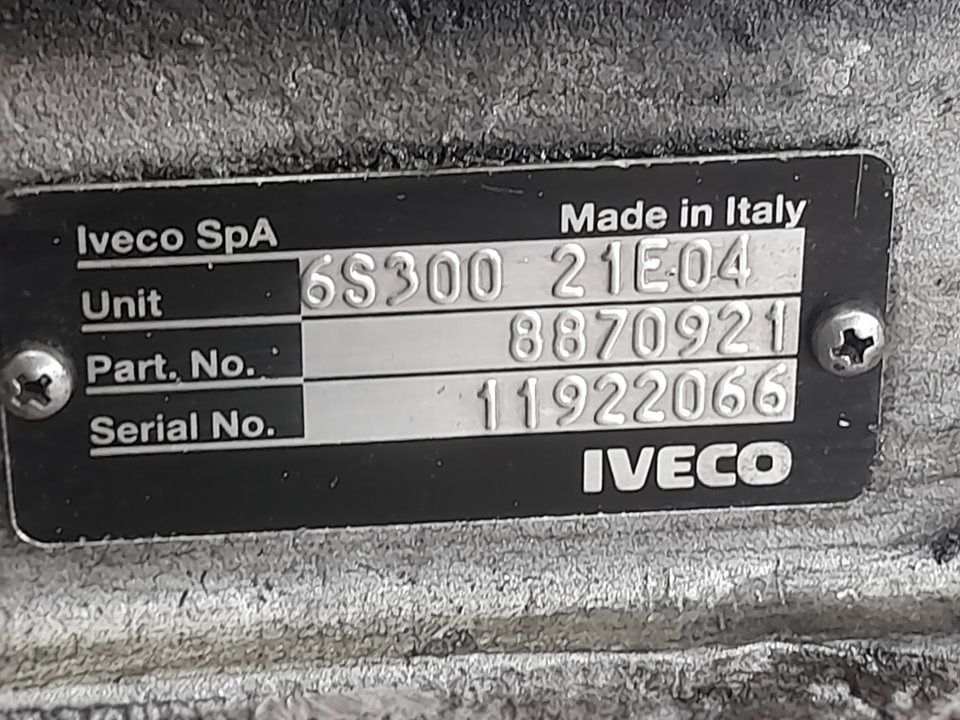 Iveco SpA Made in Italy
Unit 6S300 21E04
Part. No. 8870921
Serial No. 11922066
IVECO